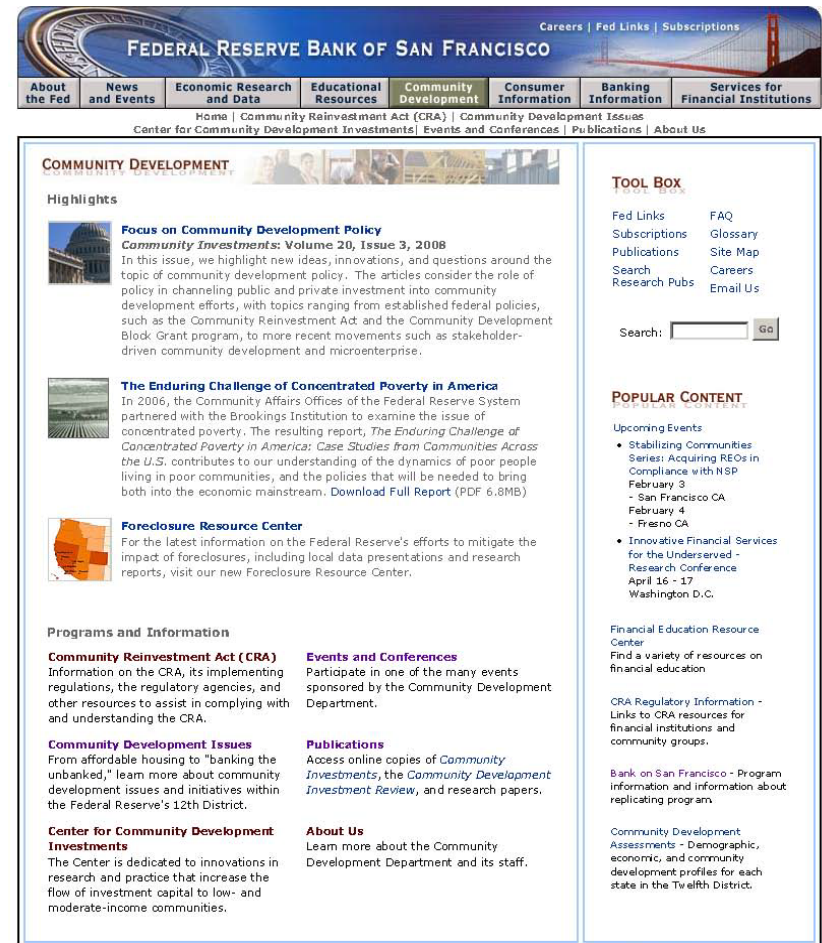 Careers | Fed Links | Subscriptions
FEDERAL RESERVE BANK OF SAN FRANCISCO
About the Fed
News and Events
Economic Research and Data
Educational Resources
Community Development
Consumer Information
Banking Information
Services for Financial Institutions
Home | Community Reinvestment Act (CRA) | Community Development Issues
Center for Community Development Investments| Events and Conferences | Publications | About Us
COMMUNITY DEVELOPMENT
Highlights
Focus on Community Development Policy
Community Investments: Volume 20, Issue 3, 2008
In this issue, we highlight new ideas, innovations, and questions around the
topic of community development policy. The articles consider the role of
policy in channeling public and private investment into community
development efforts, with topics ranging from established federal policies,
such as the Community Reinvestment Act and the Community Development
Block Grant program, to more recent movements such as stakeholder-
driven community development and microenterprise.
The Enduring Challenge of Concentrated Poverty in America
In 2006, the Community Affairs Offices of the Federal Reserve System
partnered with the Brookings Institution to examine the issue of
concentrated poverty. The resulting report, The Enduring Challenge of
Concentrated Poverty in America: Case Studies from Communities Across
the U.S. contributes to our understanding of the dynamics of poor people
living in poor communities, and the policies that will be needed to bring
both into the economic mainstream. Download Full Report (PDF 6.8MB)
Foreclosure Resource Center
For the latest information on the Federal Reserve's efforts to mitigate the
impact of foreclosures, including local data presentations and research
reports, visit our new Foreclosure Resource Center.
Programs and Information
Community Reinvestment Act (CRA)
Information on the CRA, its implementing
regulations, the regulatory agencies, and
other resources to assist in complying with
and understanding the CRA.
Events and Conferences
Participate in one of the many events
sponsored by the Community Development
Department.
Community Development Issues
From affordable housing to "banking the
unbanked," learn more about community
development issues and initiatives within
the Federal Reserve's 12th District.
Publications
Access online copies of Community
Investments, the Community Development
Investment Review, and research papers.
Center for Community Development
Investments
The Center is dedicated to innovations in
research and practice that increase the
flow of investment capital to low- and
moderate-income communities.
About Us
Learn more about the Community
Development Department and its staff.
TOOL BOX
Fed Links
Subscriptions
Publications
Search
Research Pubs
FAQ
Glossary
Site Map
Careers
Email Us
Search:
Go
POPULAR CONTENT
Upcoming Events
• Stabilizing Communities
Series: Acquiring REOs in
Compliance with NSP
February 3
- San Francisco CA
February 4
- Fresno CA
• Innovative Financial Services
for the Underserved -
Research Conference
April 16 - 17
Washington D.C.
Financial Education Resource
Center
Find a variety of resources on
financial education
CRA Regulatory Information -
Links to CRA resources for
financial institutions and
community groups.
Bank on San Francisco - Program
information and information about
replicating program.
Community Development
Assessments - Demographic,
economic, and community
development profiles for each
state in the Twelfth District.